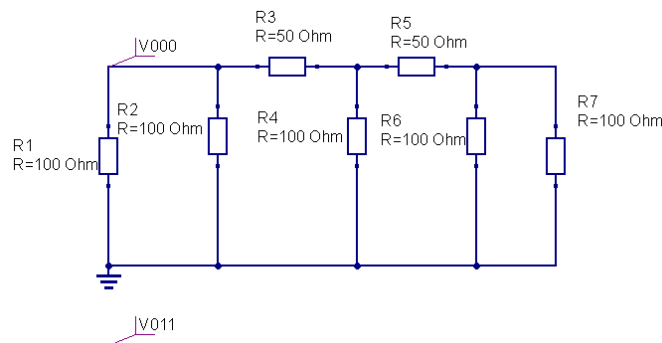 V000
R3
R=50 Ohm
R5
R=50 Ohm
R2
R=100 Ohm
R4
R=100 Ohm
R6
R=100 Ohm
R7
R=100 Ohm
R1
R=100 Ohm
V011